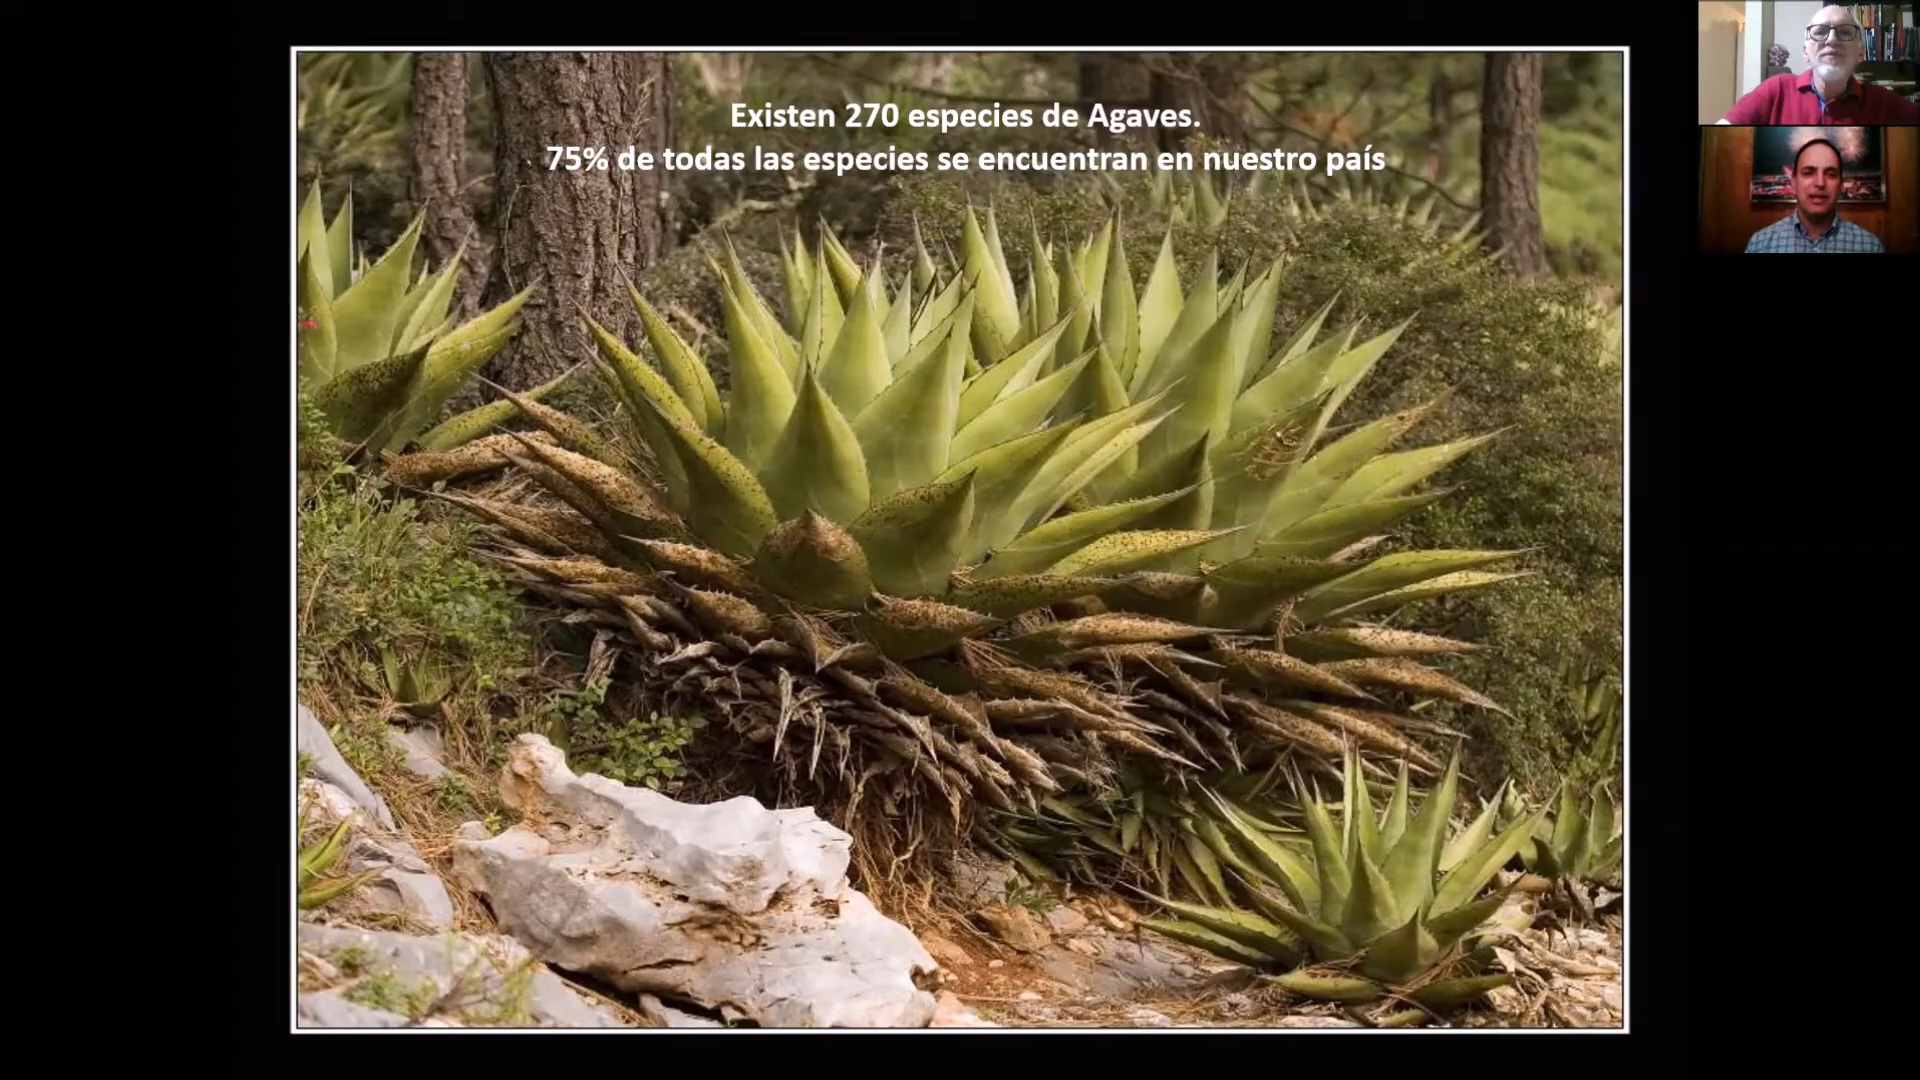 Existen 270 especies de Agaves.
75% de todas las especies se encuentran en nuestro país